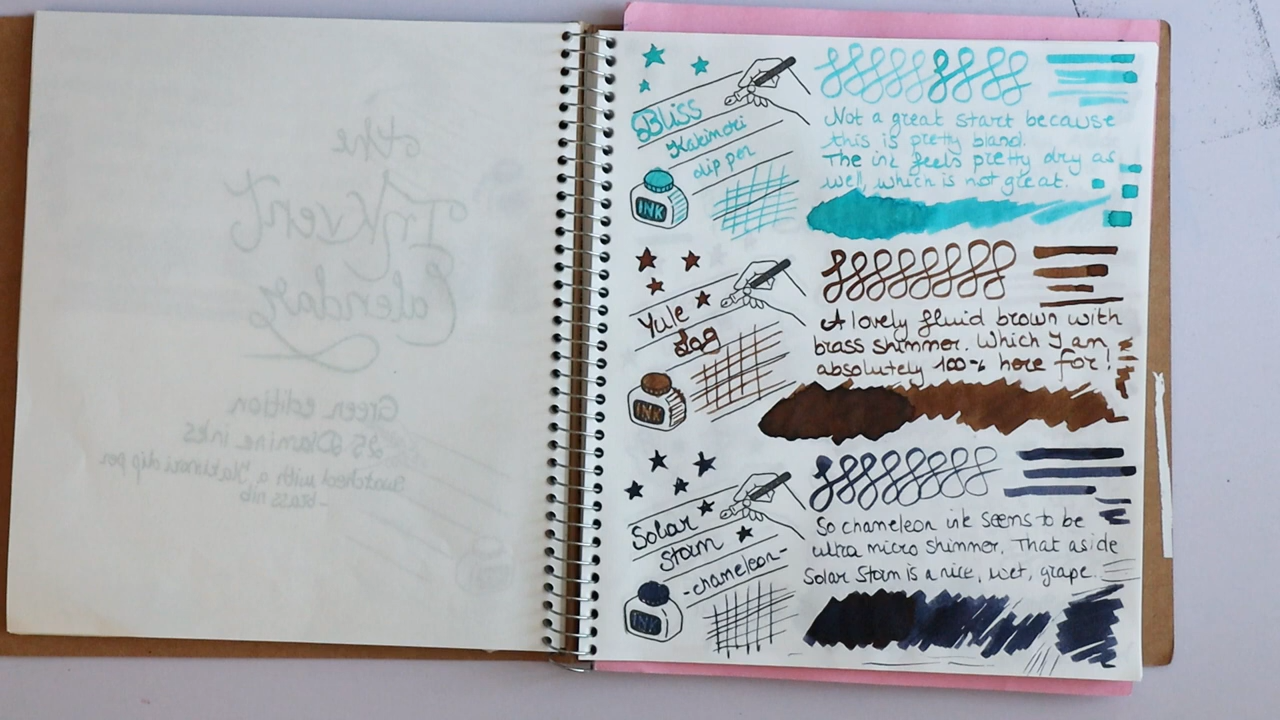 the
Inkvent
Calendar
Green edition
25 Diamine inks
swatched with a Kakimori dip pen
- brass nib
Bliss
Kakimori
dip pen
INK
Not a great start because
this is pretty bland.
The ink feels pretty dry as
well which is not great.
Yule
Log
INK
A lovely fluid brown with
brass shimmer. Which I am
absolutely 100% here for!
Solar
Storm
-chameleon-
INK
So chameleon ink seems to be
ultra micro shimmer. That aside
Solar Storm is a nice, wet, grape.